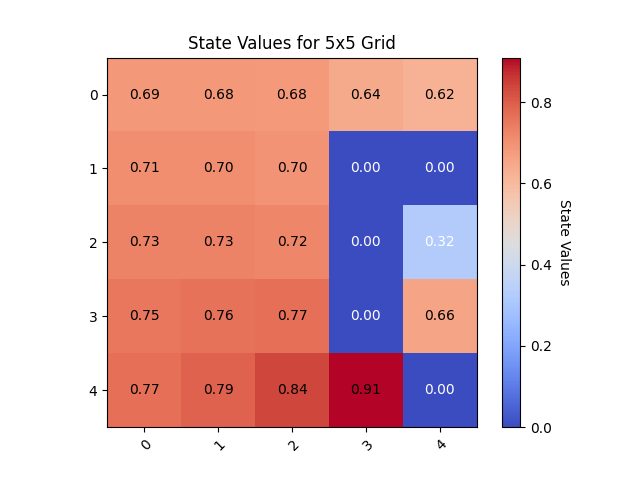 State Values for 5x5 Grid
0 0.69 0.68 0.68 0.64 0.62
1 0.71 0.70 0.70 0.00 0.00
2 0.73 0.73 0.72 0.00 0.32
3 0.75 0.76 0.77 0.00 0.66
4 0.77 0.79 0.84 0.91 0.00
0 1 2 3 4
0.8
0.6
0.4
0.2
0.0
State Values